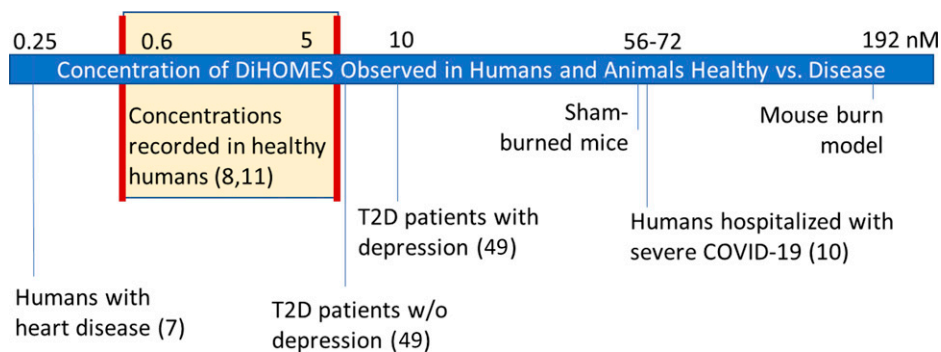 0.25 0.6 5 10 56-72 192 nM
Concentration of DiHOMES Observed in Humans and Animals Healthy vs. Disease
Concentrations
recorded in healthy
humans (8,11)
Sham-
burned mice
Mouse burn
model
T2D patients with
depression (49)
Humans hospitalized with
severe COVID-19 (10)
Humans with
heart disease (7)
T2D patients w/o
depression (49)